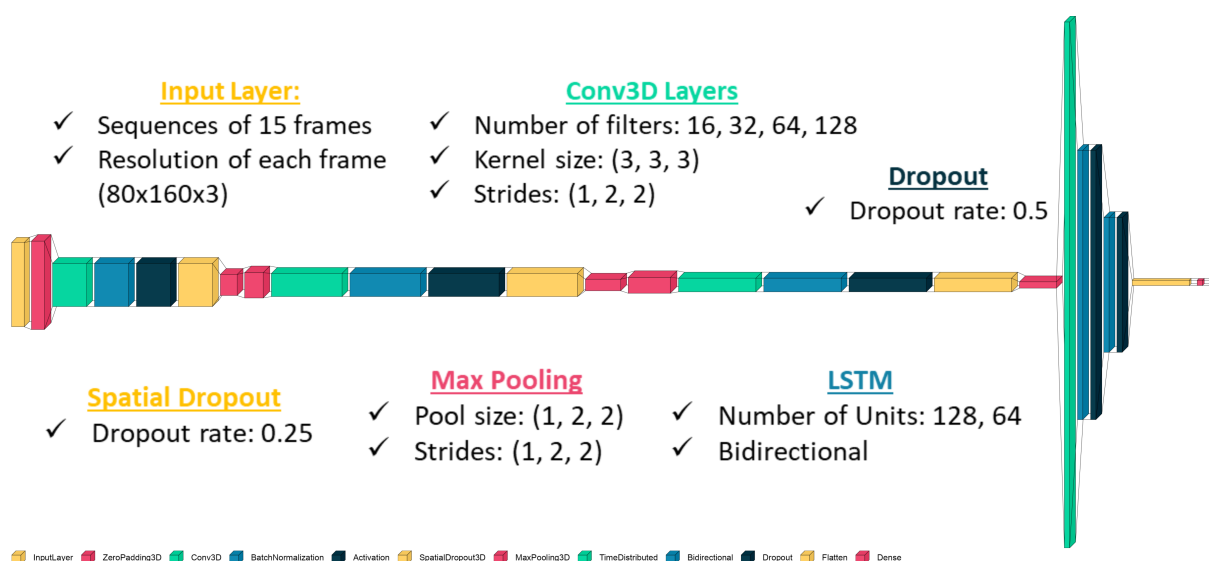 Input Layer:
✓ Sequences of 15 frames
✓ Resolution of each frame
(80x160x3)
Conv3D Layers
✓ Number of filters: 16, 32, 64, 128
✓ Kernel size: (3, 3, 3)
✓ Strides: (1, 2, 2)
Dropout
✓ Dropout rate: 0.5
Spatial Dropout
✓ Dropout rate: 0.25
Max Pooling
✓ Pool size: (1, 2, 2)
✓ Strides: (1, 2, 2)
LSTM
✓ Number of Units: 128, 64
✓ Bidirectional
InputLayer ZeroPadding3D Conv3D BatchNormalization Activation SpatialDropout3D MaxPooling3D TimeDistributed Bidirectional Dropout Flatten Dense